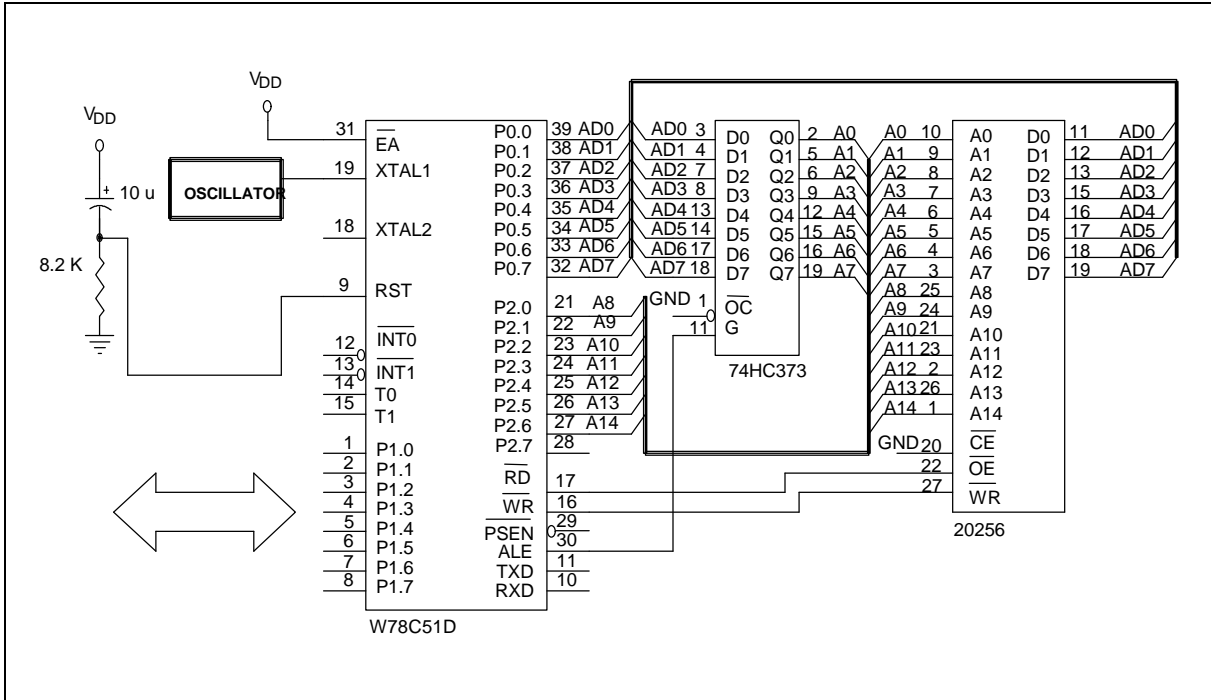 VDD
VDD
10 u
8.2 K
OSCILLATOR
31 EA
19 XTAL1
18 XTAL2
9 RST
12 INT0
13 INT1
14 T0
15 T1
1 P1.0
2 P1.1
3 P1.2
4 P1.3
5 P1.4
6 P1.5
7 P1.6
8 P1.7
P0.0 39 AD0
P0.1 38 AD1
P0.2 37 AD2
P0.3 36 AD3
P0.4 35 AD4
P0.5 34 AD5
P0.6 33 AD6
P0.7 32 AD7
P2.0 21 A8
P2.1 22 A9
P2.2 23 A10
P2.3 24 A11
P2.4 25 A12
P2.5 26 A13
P2.6 27 A14
P2.7 28
RD 17
WR 16
PSEN 29
ALE 30
TXD 11
RXD 10
W78C51D
AD0 3 D0 Q0 2 A0
AD1 4 D1 Q1 5 A1
AD2 7 D2 Q2 6 A2
AD3 8 D3 Q3 9 A3
AD4 13 D4 Q4 12 A4
AD5 14 D5 Q5 15 A5
AD6 17 D6 Q6 16 A6
AD7 18 D7 Q7 19 A7
GND 1 OC
11 G
74HC373
A0 10 A0 D0 11 AD0
A1 9 A1 D1 12 AD1
A2 8 A2 D2 13 AD2
A3 7 A3 D3 15 AD3
A4 6 A4 D4 16 AD4
A5 5 A5 D5 17 AD5
A6 4 A6 D6 18 AD6
A7 3 A7 D7 19 AD7
A8 25 A8
A9 24 A9
A10 21 A10
A11 23 A11
A12 2 A12
A13 26 A13
A14 1 A14
GND 20 CE
22 OE
27 WR
20256